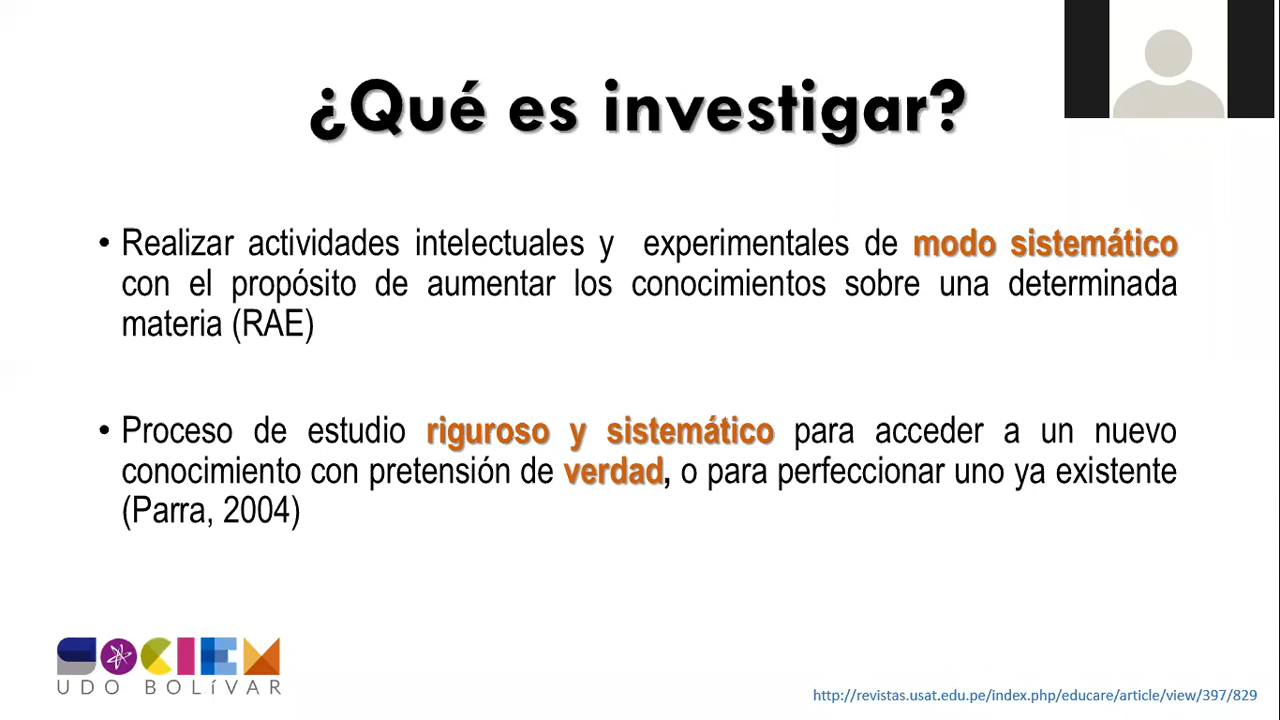 ¿Qué es investigar?
• Realizar actividades intelectuales y experimentales de modo sistemático
con el propósito de aumentar los conocimientos sobre una determinada
materia (RAE)
• Proceso de estudio riguroso y sistemático para acceder a un nuevo
conocimiento con pretensión de verdad, o para perfeccionar uno ya existente
(Parra, 2004)
SOCIEM
UDO BOLÍVAR
http://revistas.usat.edu.pe/index.php/educare/article/view/397/829